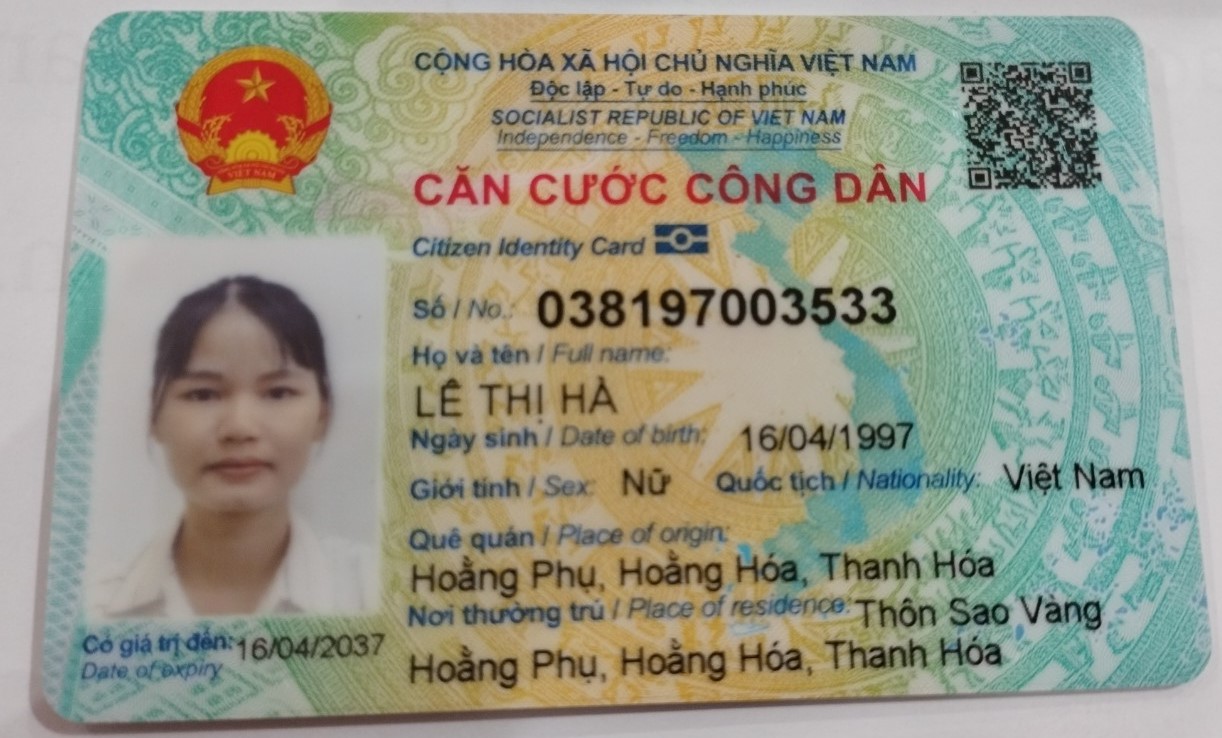 CỘNG HÒA XÃ HỘI CHỦ NGHĨA VIỆT NAM
Độc lập - Tự do - Hạnh phúc
SOCIALIST REPUBLIC OF VIET NAM
Independence - Freedom - Happiness
CĂN CƯỚC CÔNG DÂN
Citizen Identity Card
VIỆT NAM
Số / No.: 038197003533
Họ và tên / Full name:
LÊ THỊ HÀ
Ngày sinh / Date of birth: 16/04/1997
Giới tính / Sex: Nữ Quốc tịch / Nationality: Việt Nam
Quê quán / Place of origin:
Hoằng Phụ, Hoằng Hóa, Thanh Hóa
Nơi thường trú / Place of residence: Thôn Sao Vàng
Hoằng Phụ, Hoằng Hóa, Thanh Hóa
Có giá trị đến: 16/04/2037
Date of expiry